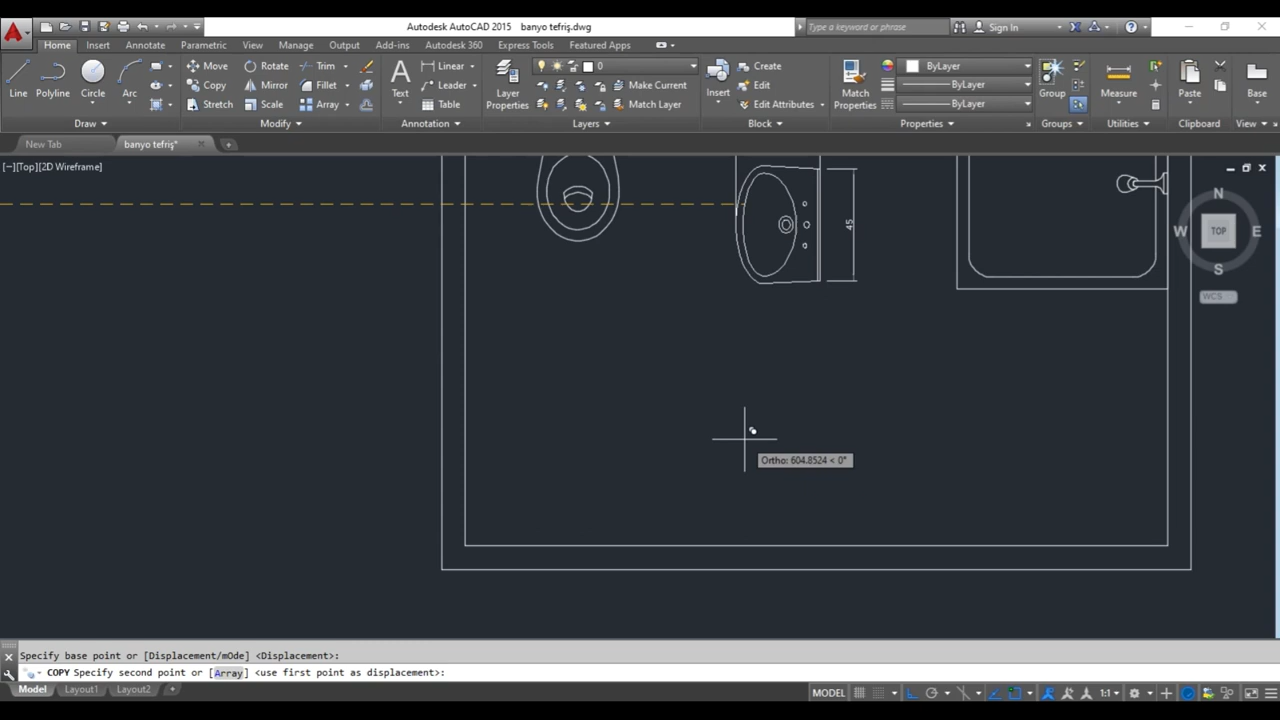 Autodesk AutoCAD 2015 banyo tefriş.dwg
Type a keyword or phrase
Sign In
Home Insert Annotate Parametric View Manage Output Add-ins Autodesk 360 Express Tools Featured Apps
Line
Polyline
Circle
Arc
Move
Rotate
Trim
Copy
Mirror
Fillet
Stretch
Scale
Array
Text
Linear
Leader
Table
Layer
Properties
0
Make Current
Match Layer
Insert
Create
Edit
Edit Attributes
Match
Properties
ByLayer
ByLayer
ByLayer
Group
Measure
Paste
Base
Draw
Modify
Annotation
Layers
Block
Properties
Groups
Utilities
Clipboard
View
New Tab
banyo tefriş*
[−][Top][2D Wireframe]
N
W
TOP
E
S
WCS
45
Ortho: 604.8524 < 0°
Specify base point or [Displacement/mOde] <Displacement>:
COPY Specify second point or [Array] <use first point as displacement>:
Model Layout1 Layout2
MODEL
1:1